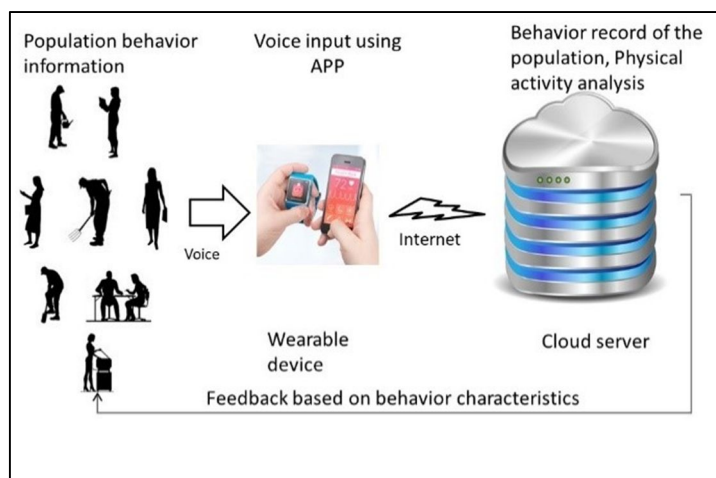 Population behavior
information
Voice input using
APP
Behavior record of the
population, Physical
activity analysis
Voice
Internet
Wearable
device
Cloud server
Feedback based on behavior characteristics